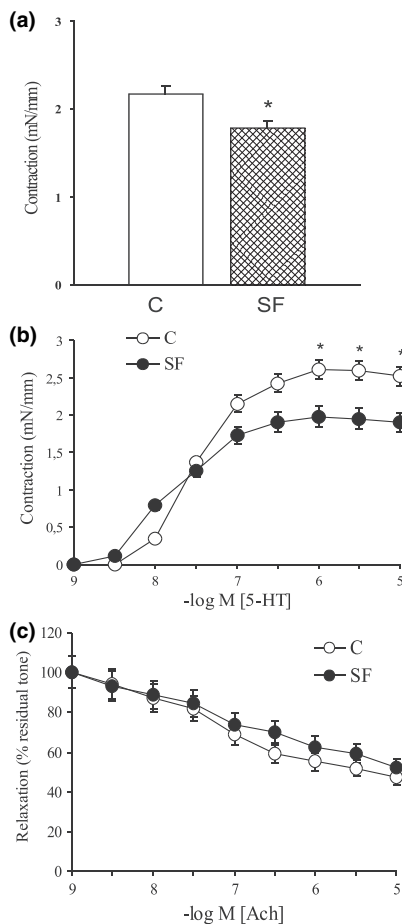 (a)
Contraction (mN/mm)
3
2
1
1
*
C
SF
(b)
Contraction (mN/mm)
3
2,5
2
1,5
1
0,5
0
C
SF
* * *
9 8 7 6 5
-log M [5-HT]
(c)
Relaxation (% residual tone)
120
100
80
60
40
20
0
C
SF
9 8 7 6 5
-log M [Ach]